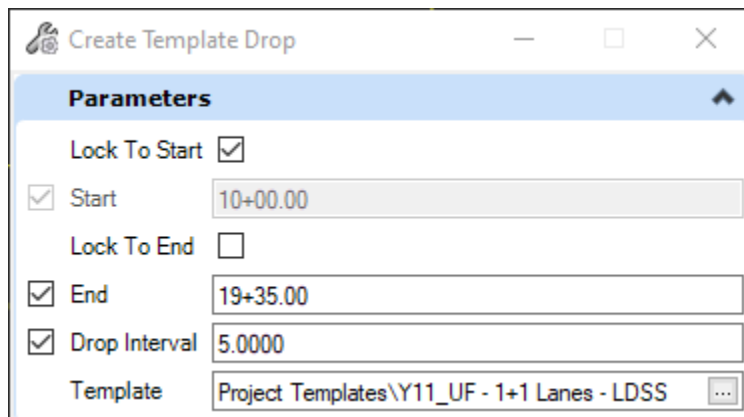 Create Template Drop
Parameters
Lock To Start
Start 10+00.00
Lock To End
End 19+35.00
Drop Interval 5.0000
Template Project Templates\Y11_UF - 1+1 Lanes - LDSS ...